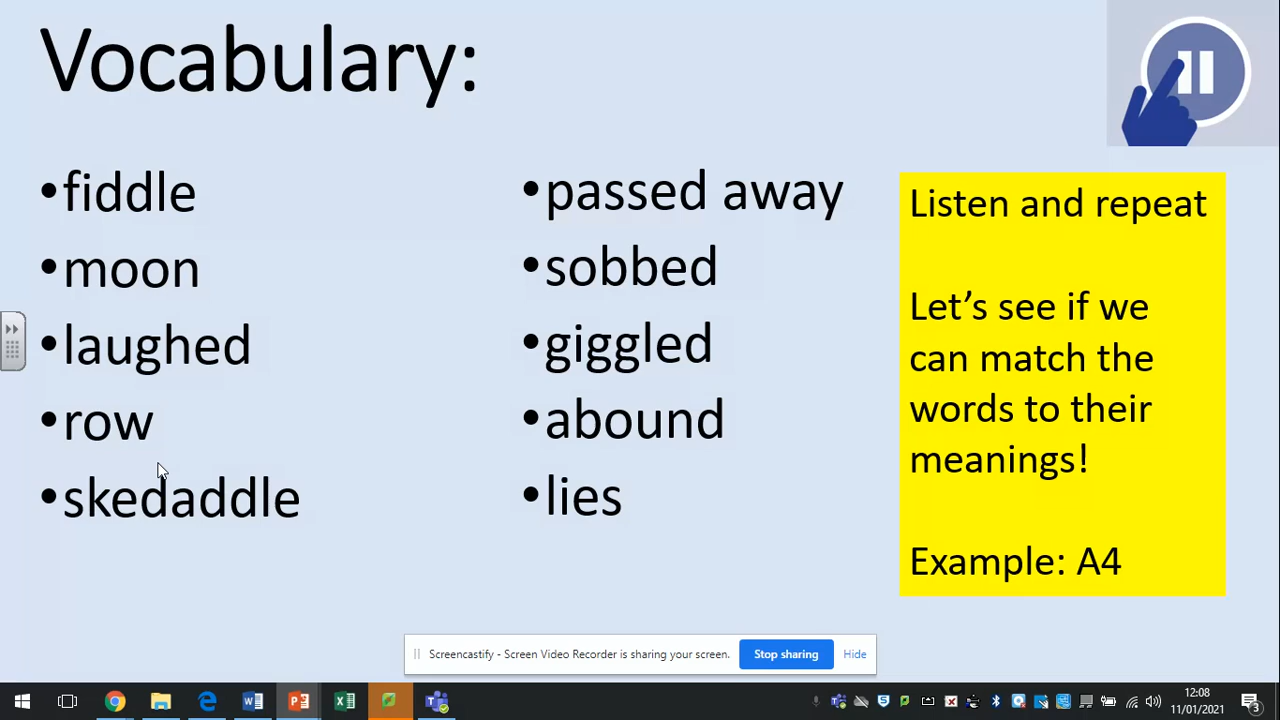 Vocabulary:
•fiddle
•moon
•laughed
•row
•skedaddle
•passed away
•sobbed
•giggled
•abound
•lies
Listen and repeat
Let’s see if we
can match the
words to their
meanings!
Example: A4
Screencastify - Screen Video Recorder is sharing your screen.
Stop sharing
Hide
12:08
11/01/2021
3